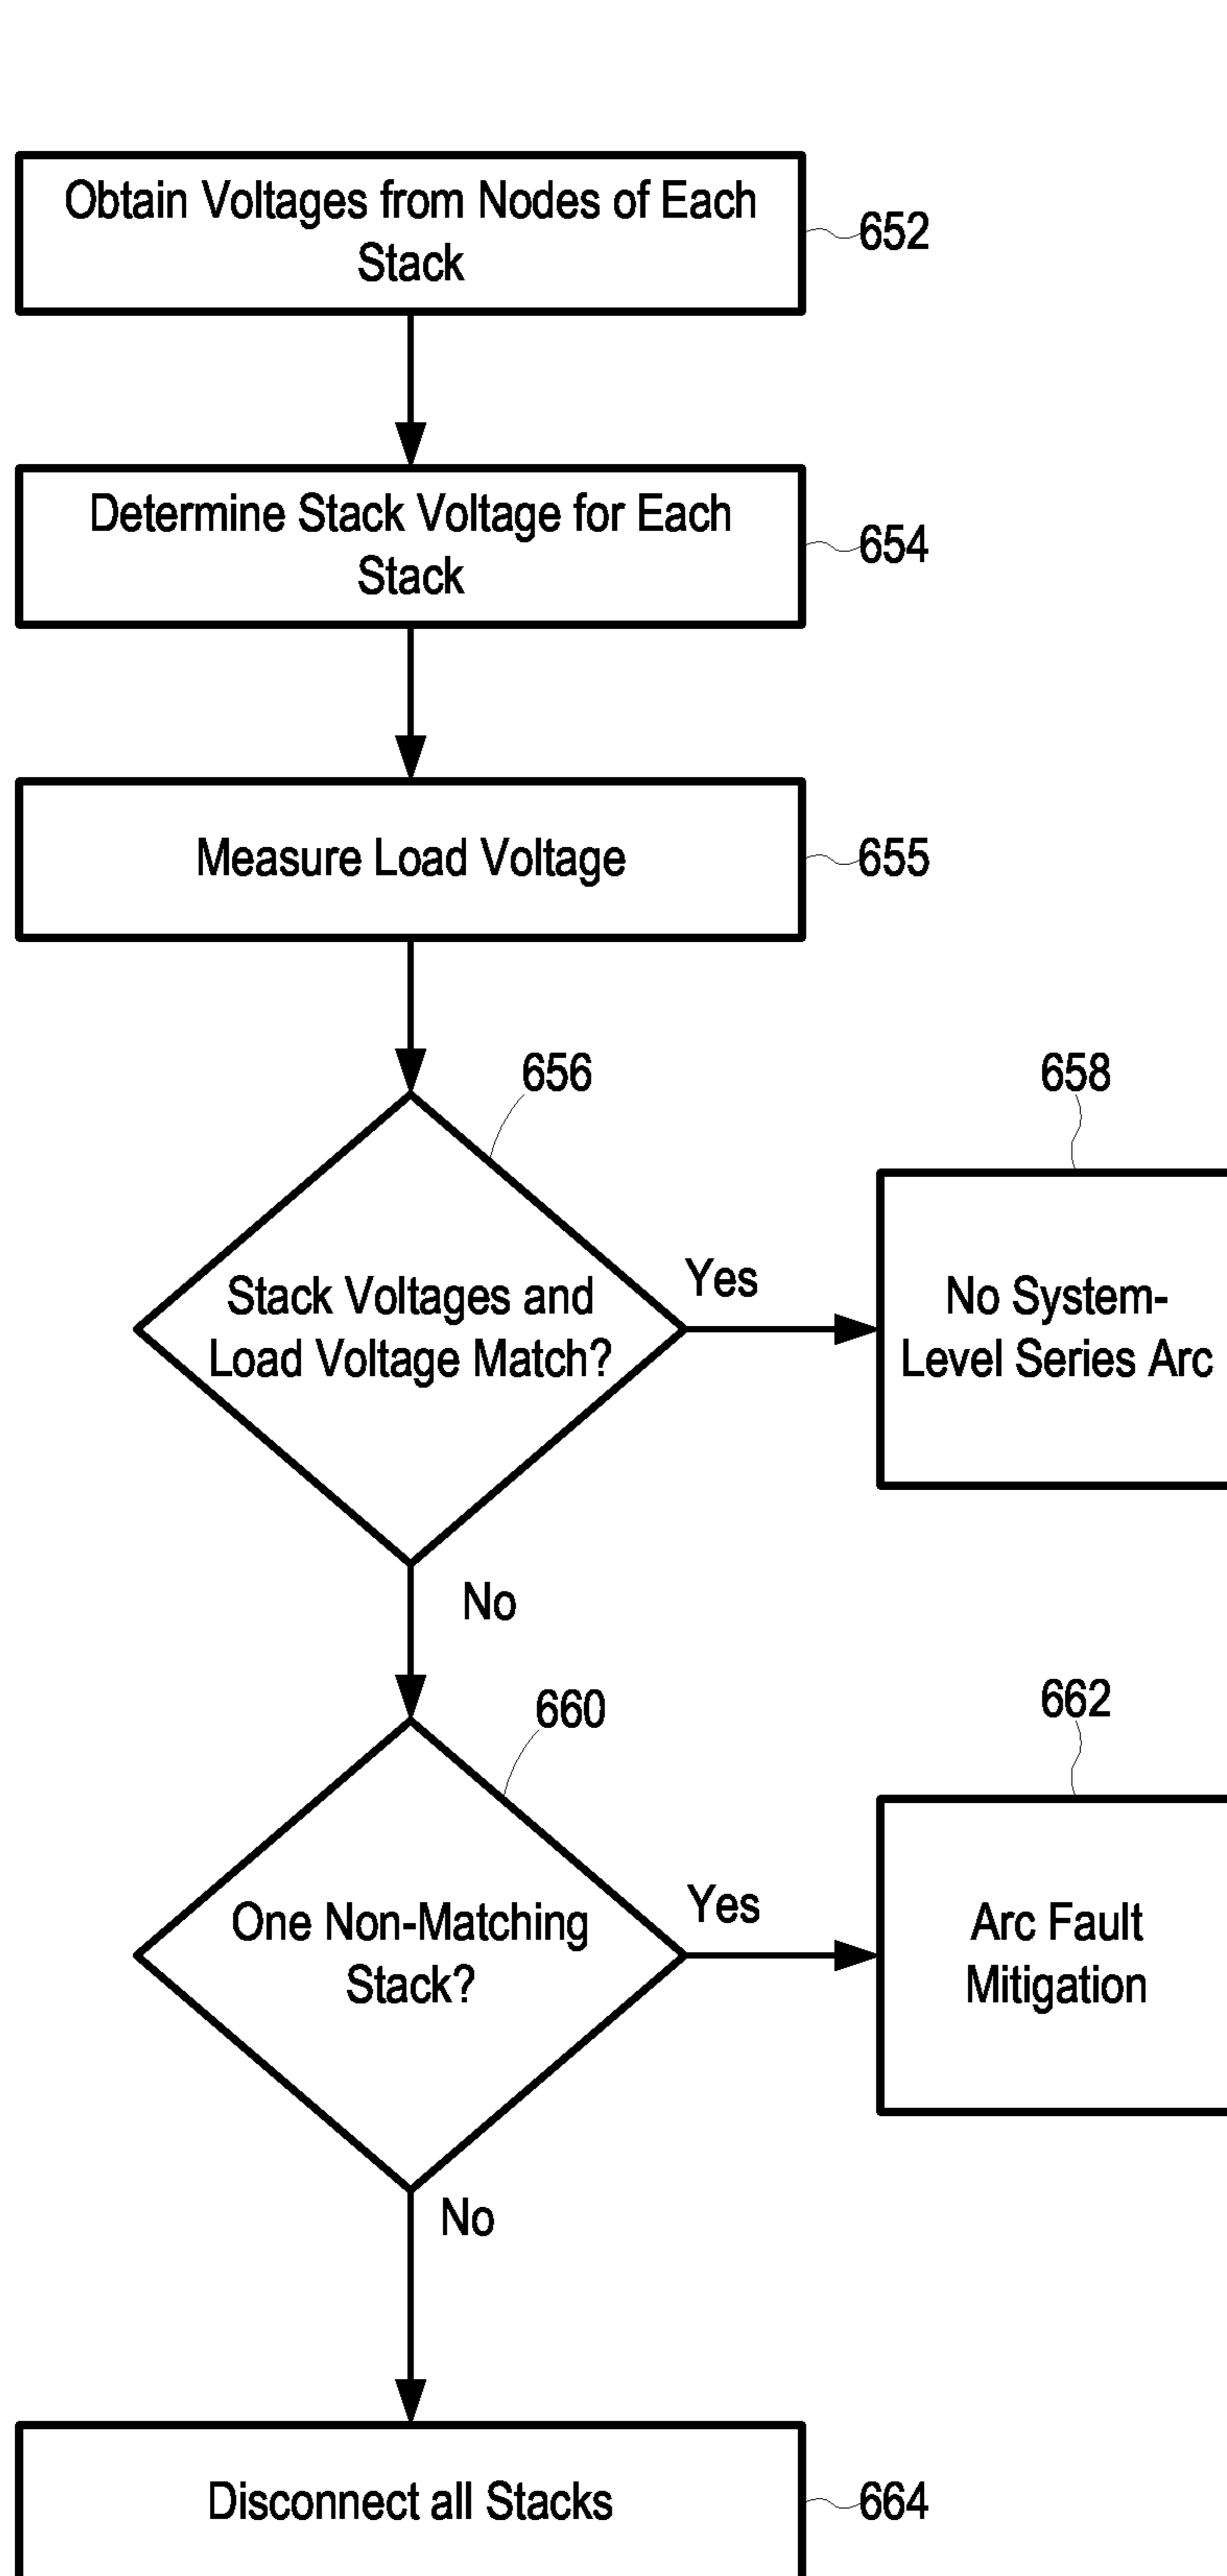 Obtain Voltages from Nodes of Each
Stack
652
Determine Stack Voltage for Each
Stack
654
Measure Load Voltage
655
656
658
Stack Voltages and
Load Voltage Match?
Yes
No System-
Level Series Arc
No
660
662
One Non-Matching
Stack?
Yes
Arc Fault
Mitigation
No
Disconnect all Stacks
664